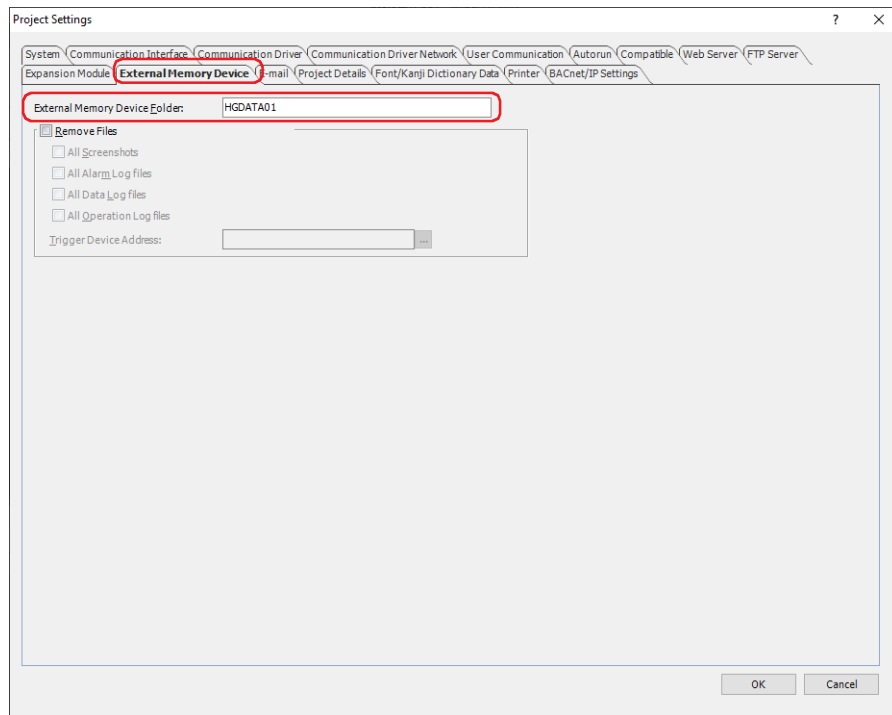 Project Settings ? ×
System Communication Interface Communication Driver Communication Driver Network User Communication Autorun Compatible Web Server FTP Server
Expansion Module External Memory Device E-mail Project Details Font/Kanji Dictionary Data Printer BACnet/IP Settings
External Memory Device Folder: HGDATA01
Remove Files
All Screenshots
All Alarm Log files
All Data Log files
All Operation Log files
Trigger Device Address: ...
OK Cancel